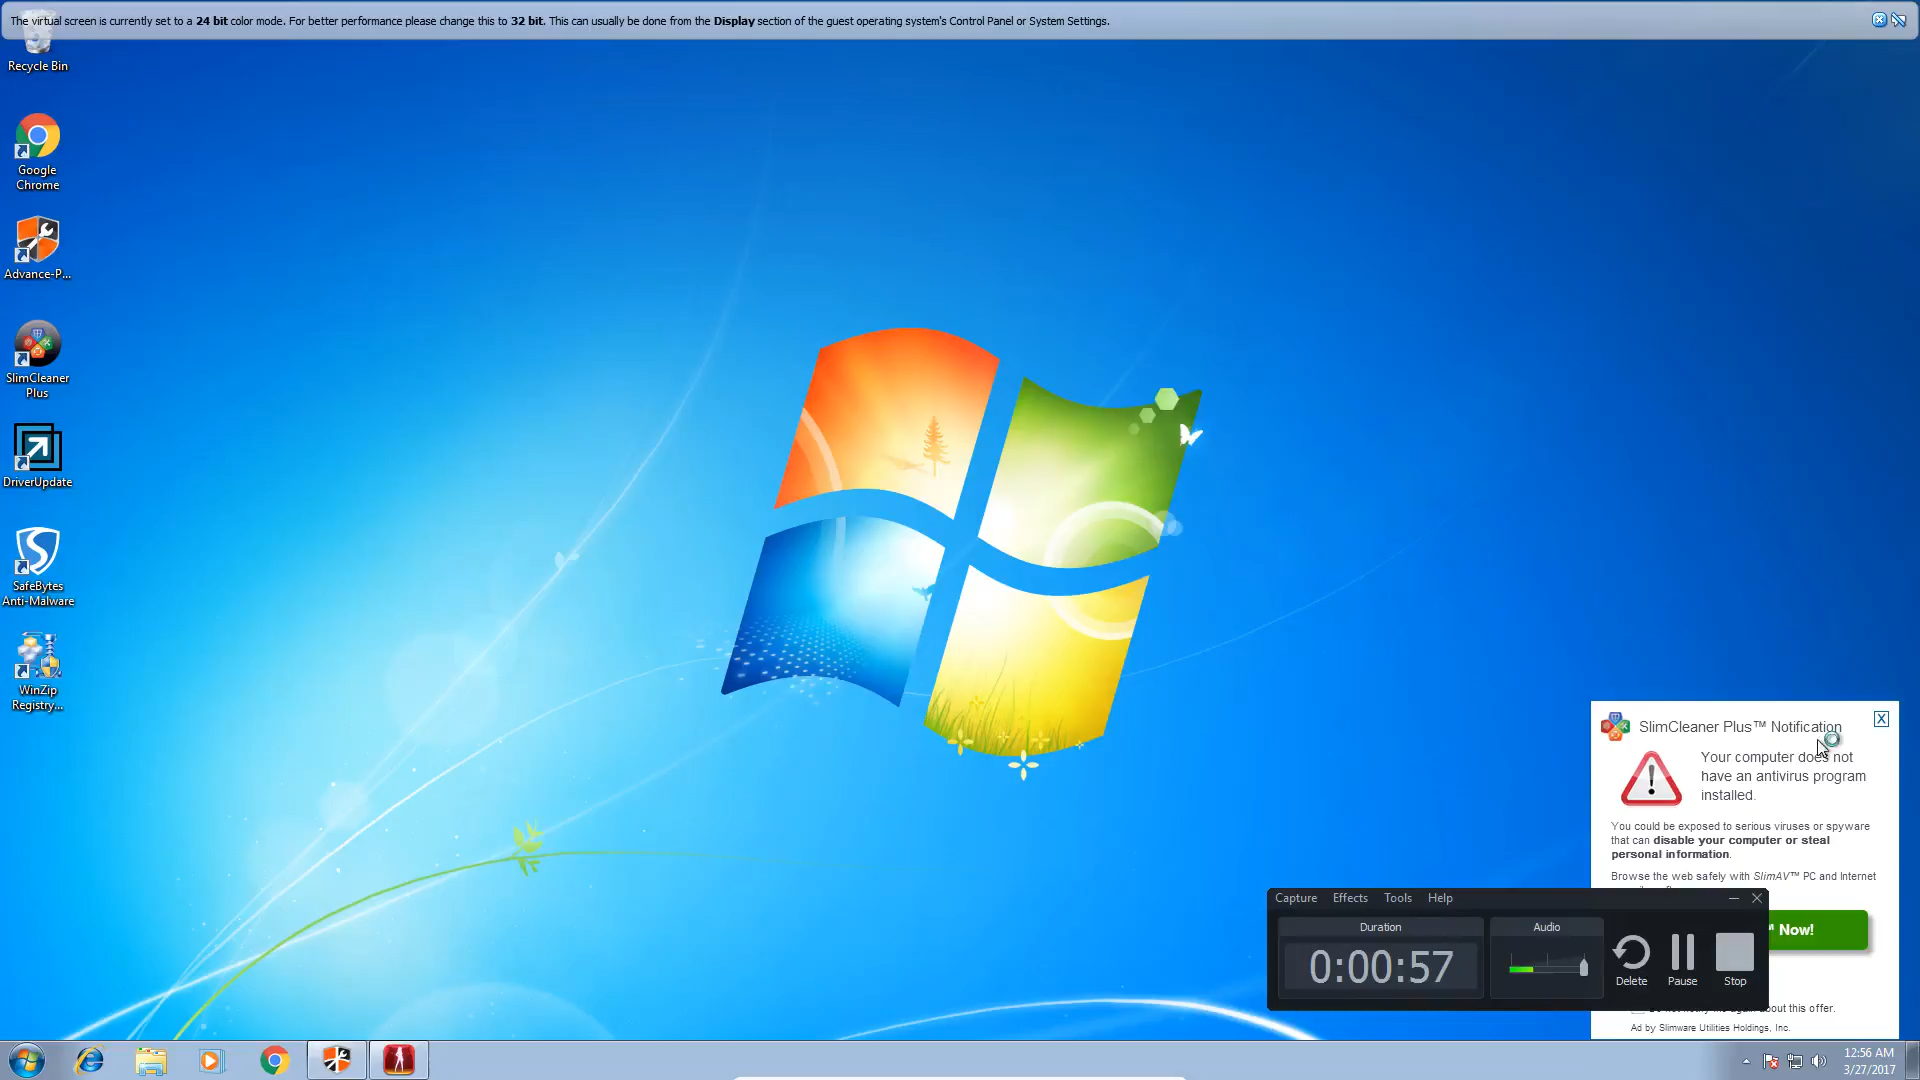 The virtual screen is currently set to a 24 bit color mode. For better performance please change this to 32 bit. This can usually be done from the Display section of the guest operating system's Control Panel or System Settings.
Recycle Bin
Google
Chrome
Advance-P...
SlimCleaner
Plus
DriverUpdate
SafeBytes
Anti-Malware
WinZip
Registry...
SlimCleaner Plus™ Notification
X
Your computer does not
have an antivirus program
installed.
You could be exposed to serious viruses or spyware
that can disable your computer or steal
personal information.
Browse the web safely with SlimAV™ PC and Internet
Now!
about this offer.
Ad by Slimware Utilities Holdings, Inc.
Capture Effects Tools Help
Duration
Audio
0:00:57
Delete
Pause
Stop
12:56 AM
3/27/2017